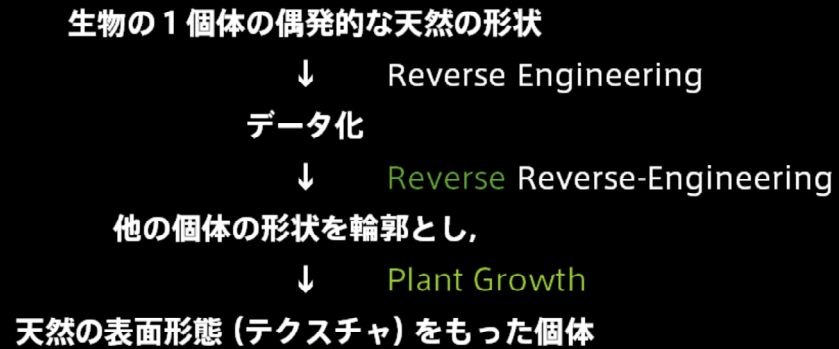 生物の１個体の偶発的な天然の形状
↓ Reverse Engineering
データ化
↓ Reverse Reverse-Engineering
他の個体の形状を輪郭とし,
↓ Plant Growth
天然の表面形態（テクスチャ）をもった個体